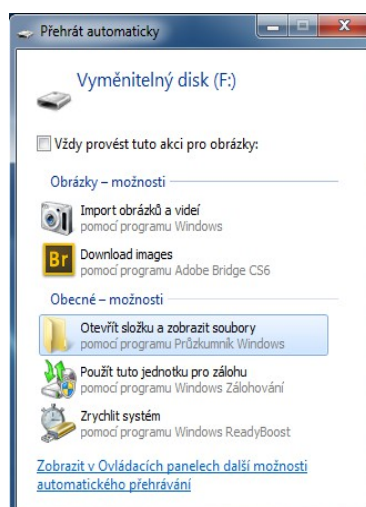 Přehrát automaticky
Vyměnitelný disk (F:)
Vždy provést tuto akci pro obrázky:
Obrázky – možnosti
Import obrázků a videí
pomocí programu Windows
Br
Download images
pomocí programu Adobe Bridge CS6
Obecné – možnosti
Otevřít složku a zobrazit soubory
pomocí programu Průzkumník Windows
Použít tuto jednotku pro zálohu
pomocí programu Windows Zálohování
Zrychlit systém
pomocí programu Windows ReadyBoost
Zobrazit v Ovládacích panelech další možnosti
automatického přehrávání